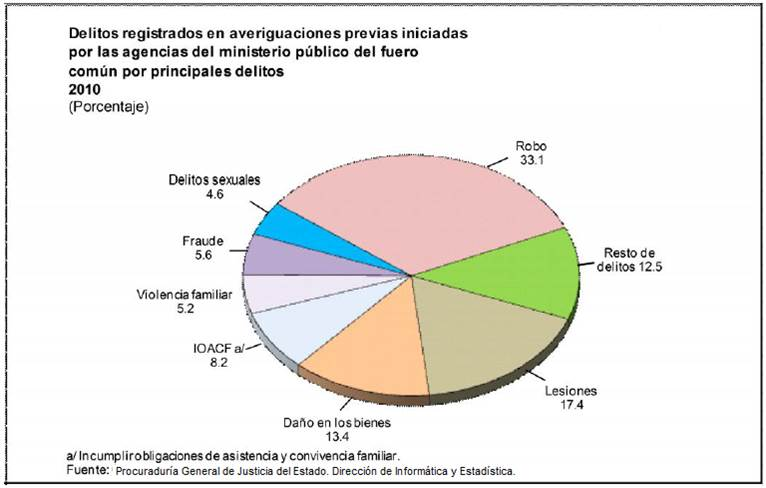 Delitos registrados en averiguaciones previas iniciadas
por las agencias del ministerio público del fuero
común por principales delitos
2010
(Porcentaje)
Robo
33.1
Delitos sexuales
4.6
Fraude
5.6
Resto de
delitos 12.5
Violencia familiar
5.2
IOACF a/
8.2
Lesiones
17.4
Daño en los bienes
13.4
a/ Incumplir obligaciones de asistencia y convivencia familiar.
Fuente: Procuraduría General de Justicia del Estado. Dirección de Informática y Estadística.